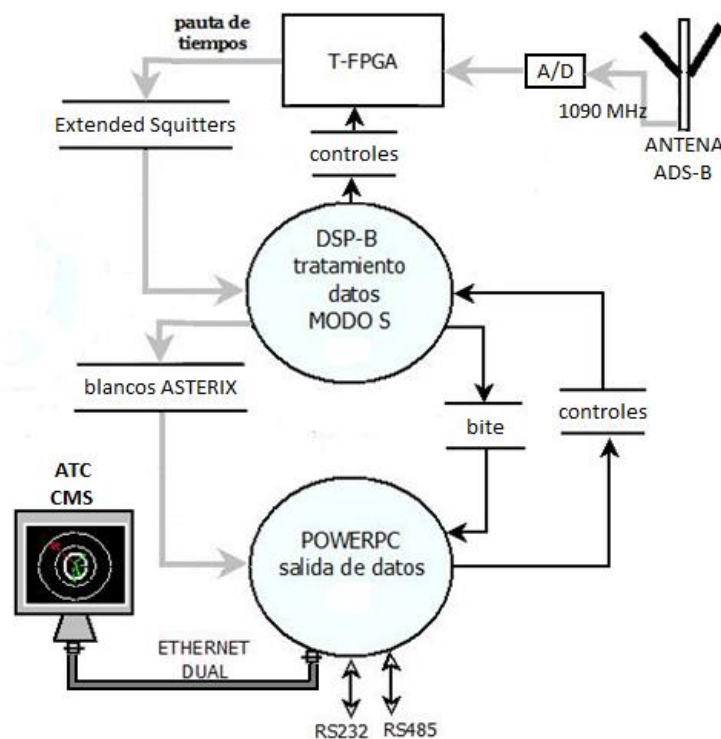 pauta de
tiempos
T-FPGA
A/D
1090 MHz
ANTENA
ADS-B
Extended Squitters
controles
DSP-B
tratamiento
datos
MODO S
blancos ASTERIX
bite
controles
ATC
CMS
POWERPC
salida de datos
ETHERNET
DUAL
RS232
RS485